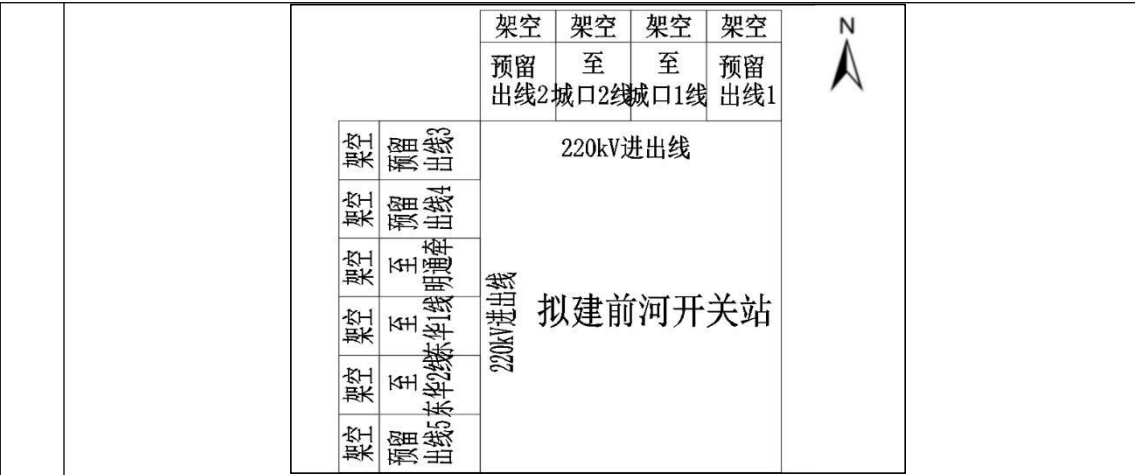 架空 架空 架空 架空
N
预留 至 至 预留
出线2 城口2线 城口1线 出线1
220kV进出线
架空 预留 出线3
架空 预留 出线4
架空 至 明通牵
架空 至 东华1线
架空 至 东华2线
架空 预留 出线5
220kV进出线
拟建前河开关站